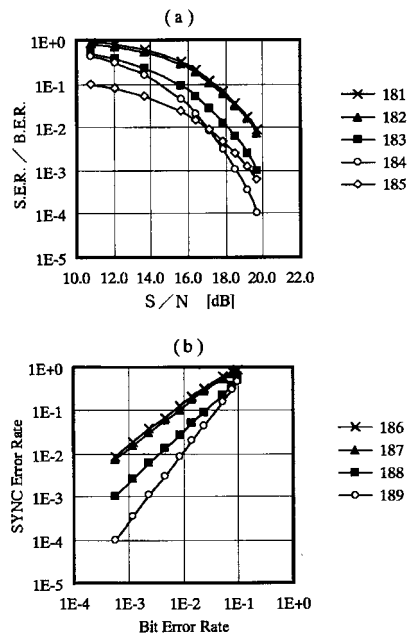 (a)
S.E.R. / B.E.R.
1E+0
1E-1
1E-2
1E-3
1E-4
1E-5
10.0 12.0 14.0 16.0 18.0 20.0 22.0
S/N [dB]
181
182
183
184
185
(b)
SYNC Error Rate
1E+0
1E-1
1E-2
1E-3
1E-4
1E-5
1E-4 1E-3 1E-2 1E-1 1E+0
Bit Error Rate
186
187
188
189